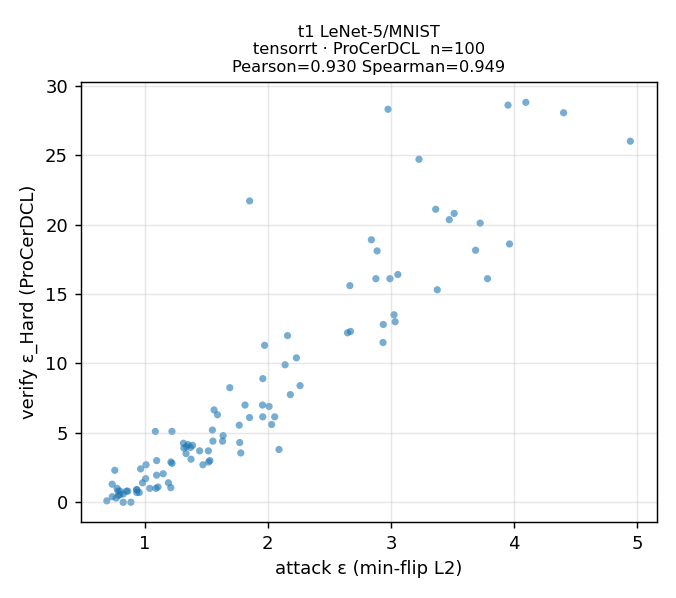 t1 LeNet-5/MNIST
tensorrt · ProCerDCL  n=100
Pearson=0.930 Spearman=0.949
30
25
20
15
10
5
0
verify ε_Hard (ProCerDCL)
1 2 3 4 5
attack ε (min-flip L2)